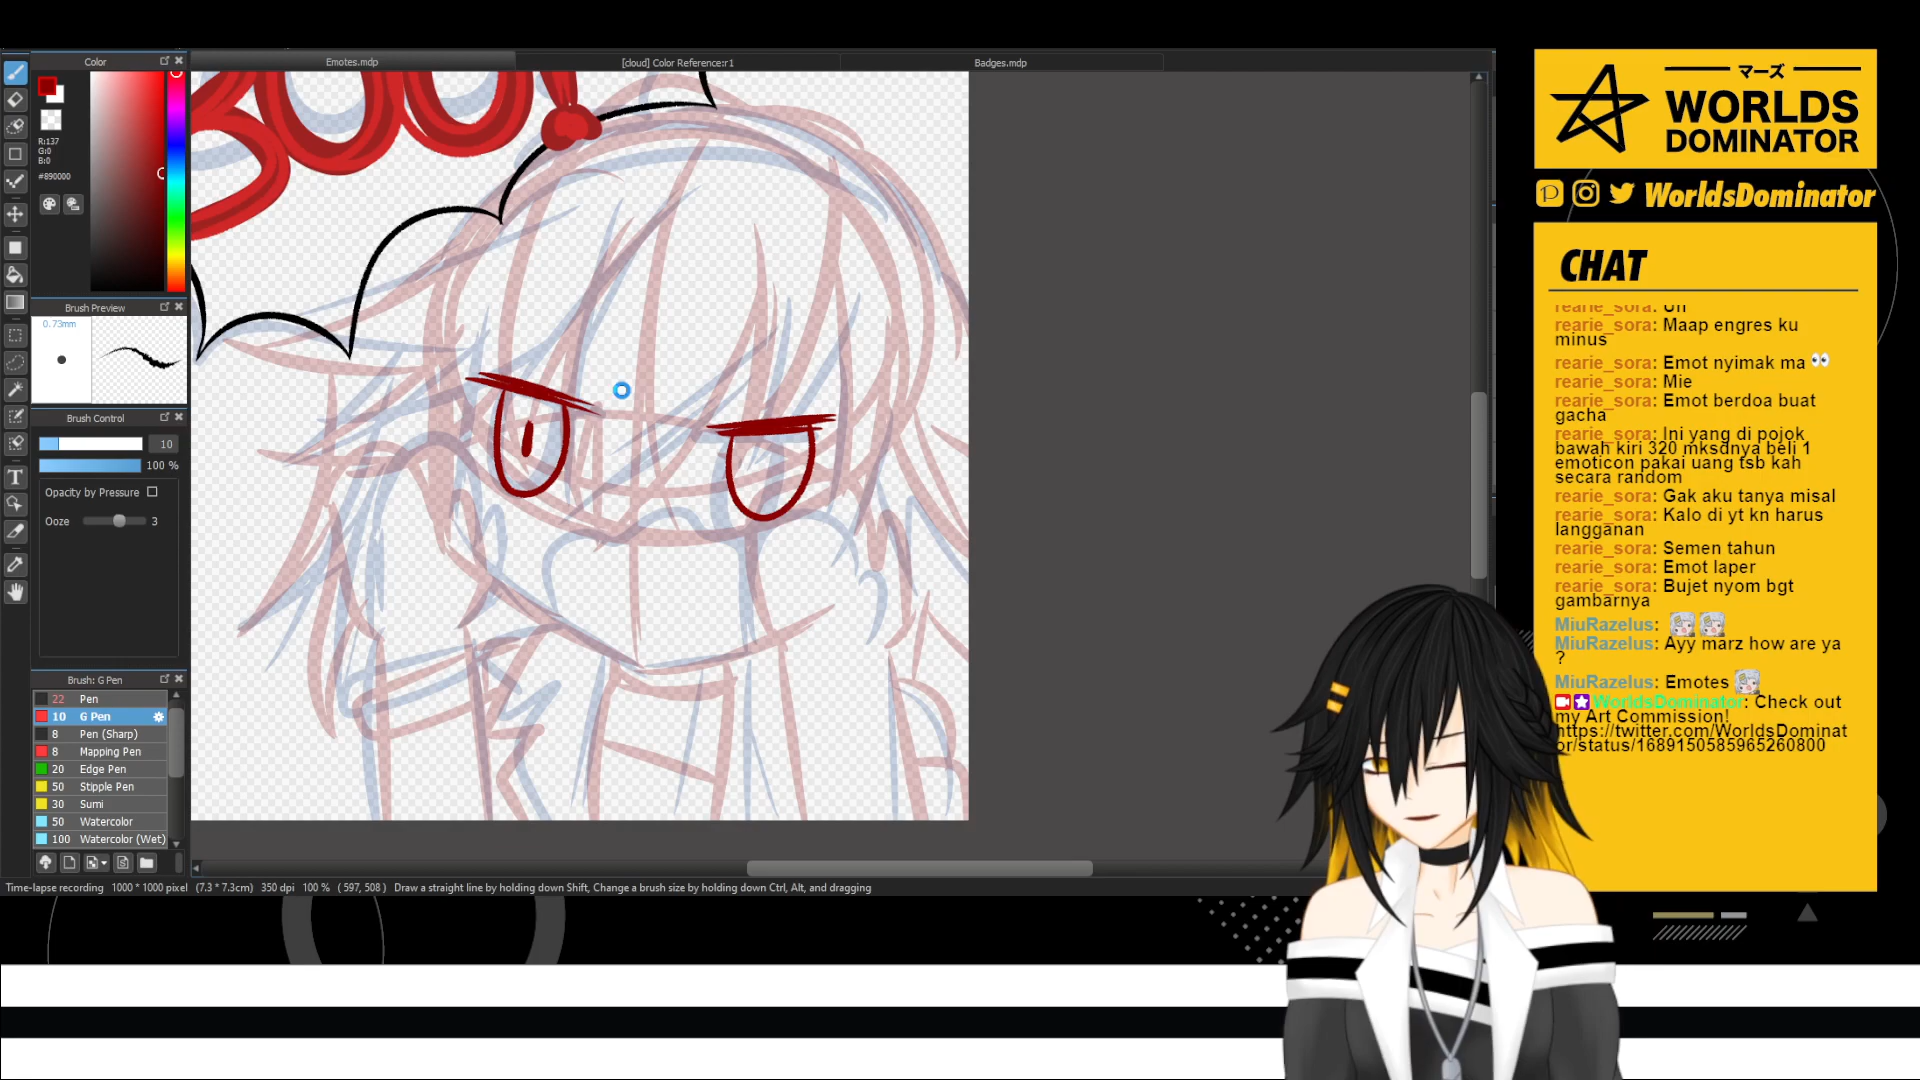 Color
Emotes.mdp
[cloud] Color Reference:r1
Badges.mdp
R:137
G:0
B:0
#890000
Brush Preview
0.73mm
Brush Control
10
100 %
Opacity by Pressure
Ooze
3
T
Brush: G Pen
22 Pen
10 G Pen
8 Pen (Sharp)
8 Mapping Pen
20 Edge Pen
50 Stipple Pen
30 Sumi
50 Watercolor
100 Watercolor (Wet)
Time-lapse recording 1000 * 1000 pixel (7.3 * 7.3cm) 350 dpi 100 % ( 597, 508 ) Draw a straight line by holding down Shift, Change a brush size by holding down Ctrl, Alt, and dragging
マーズ
WORLDS
DOMINATOR
WorldsDominator
CHAT
rearie_sora: Un
rearie_sora: Maap engres ku
minus
rearie_sora: Emot nyimak ma 👀
rearie_sora: Mie
rearie_sora: Emot berdoa buat
gacha
rearie_sora: Ini yang di pojok
bawah kiri 320 mksdnya beli 1
emoticon pakai uang tsb kah
secara random
rearie_sora: Gak aku tanya misal
rearie_sora: Kalo di yt kn harus
langganan
rearie_sora: Semen tahun
rearie_sora: Emot laper
rearie_sora: Bujet nyom bgt
gambarnya
MiuRazelus:
MiuRazelus: Ayy marz how are ya
?
MiuRazelus: Emotes
WorldsDominator: Check out
my Art Commission!
https://twitter.com/WorldsDominat
or/status/1689150585965260800